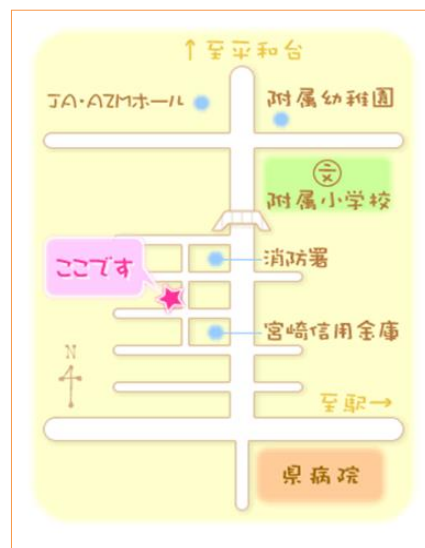 ↑至平和台
JA・AZMホール
附属幼稚園
文
附属小学校
消防署
ここです
宮崎信用金庫
N
至駅→
県病院